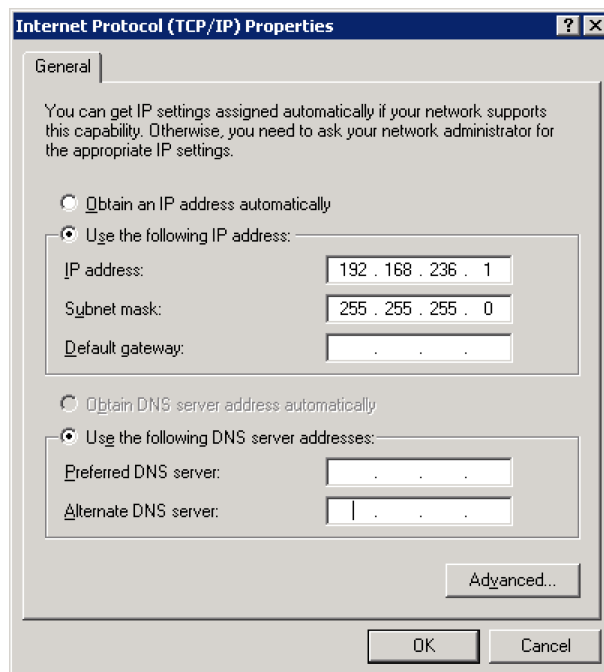 Internet Protocol (TCP/IP) Properties
General
You can get IP settings assigned automatically if your network supports
this capability. Otherwise, you need to ask your network administrator for
the appropriate IP settings.
Obtain an IP address automatically
Use the following IP address:
IP address: 192 . 168 . 236 . 1
Subnet mask: 255 . 255 . 255 . 0
Default gateway: . . .
Obtain DNS server address automatically
Use the following DNS server addresses:
Preferred DNS server: . . .
Alternate DNS server: . . .
Advanced...
OK Cancel